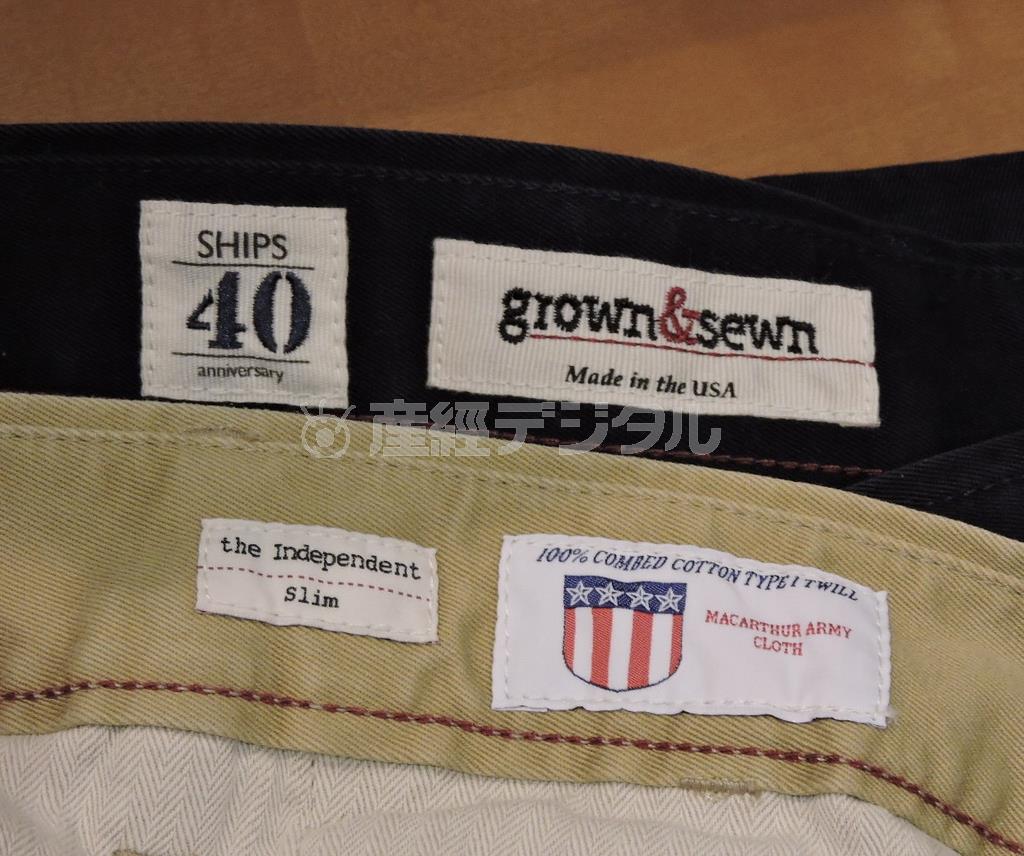 SHIPS
40
anniversary
grown&sewn
Made in the USA
産経デジタル
the Independent
Slim
100% COMBED COTTON TYPE 1 TWILL
MACARTHUR ARMY
CLOTH